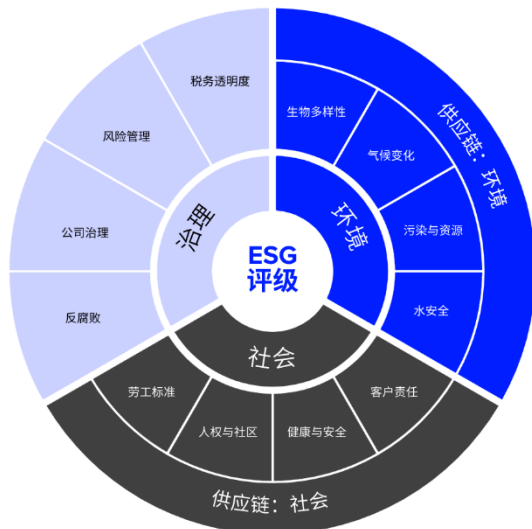 ESG
评级
环境
生物多样性
气候变化
污染与资源
水安全
供应链：环境
社会
客户责任
健康与安全
人权与社区
劳工标准
供应链：社会
治理
反腐败
公司治理
风险管理
税务透明度